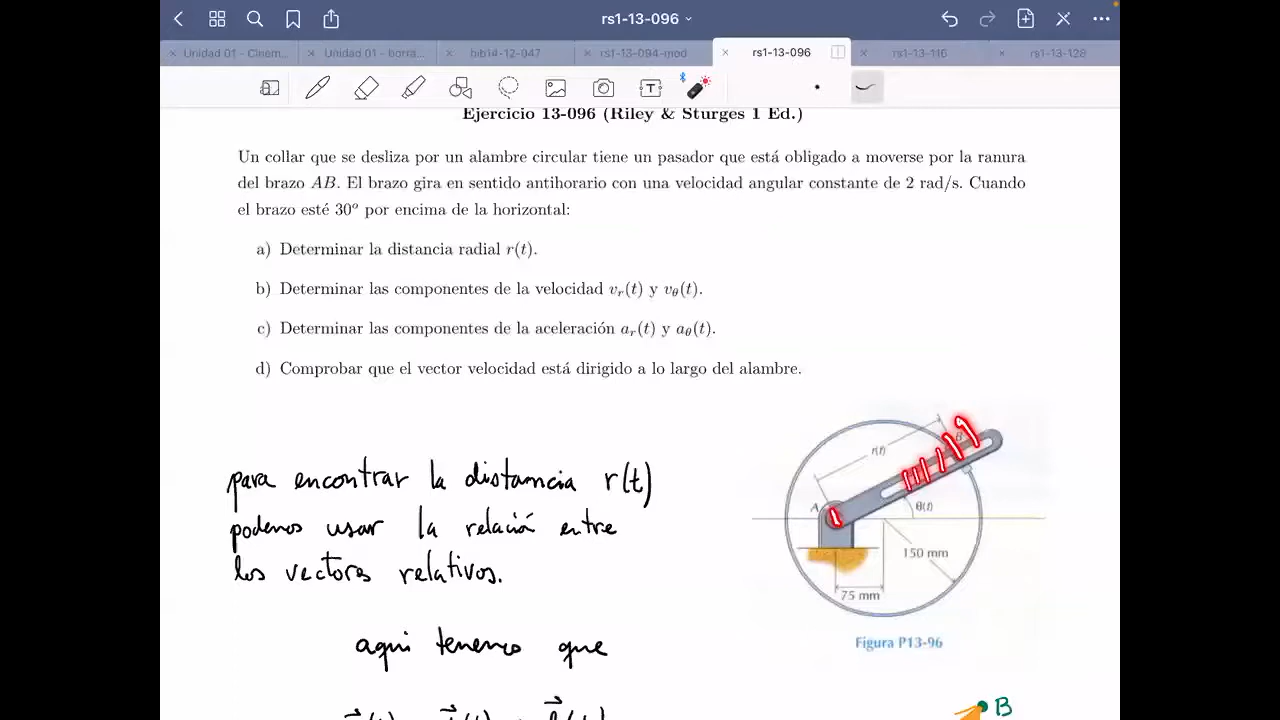 rs1-13-096
Unidad 01 - Cinem...
Unidad 01 - borra...
bib14-12-047
rs1-13-094-mod
rs1-13-096
rs1-13-116
rs1-13-128
Ejercicio 13-096 (Riley & Sturges 1 Ed.)
Un collar que se desliza por un alambre circular tiene un pasador que está obligado a moverse por la ranura
del brazo AB. El brazo gira en sentido antihorario con una velocidad angular constante de 2 rad/s. Cuando
el brazo esté 30º por encima de la horizontal:
a) Determinar la distancia radial r(t).
b) Determinar las componentes de la velocidad vr(t) y vθ(t).
c) Determinar las componentes de la aceleración ar(t) y aθ(t).
d) Comprobar que el vector velocidad está dirigido a lo largo del alambre.
para encontrar la distancia r(t)
podemos usar la relación entre
los vectores relativos.
aqui tenemos que
r(t)
B
A
θ(t)
150 mm
75 mm
Figura P13-96
B